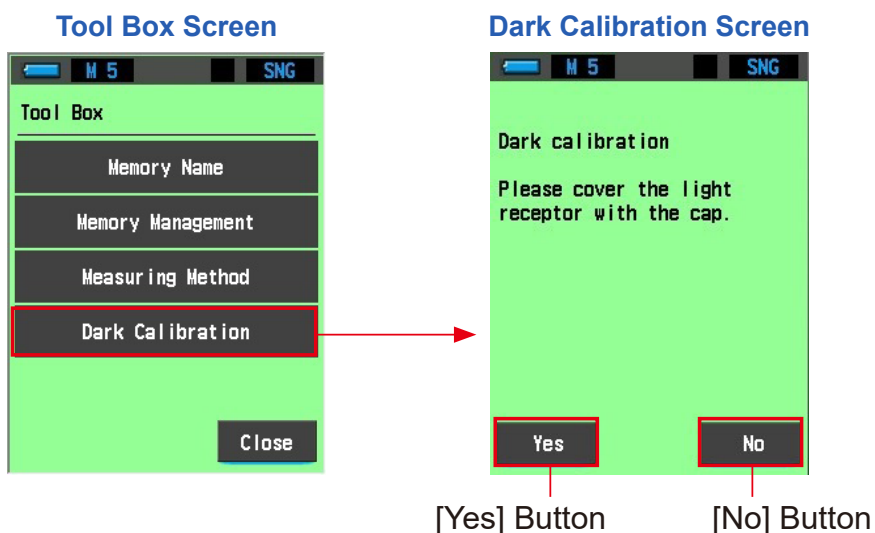 Tool Box Screen
M 5 SNG
Tool Box
Memory Name
Memory Management
Measuring Method
Dark Calibration
Close
Dark Calibration Screen
M 5 SNG
Dark calibration
Please cover the light
receptor with the cap.
Yes No
[Yes] Button [No] Button